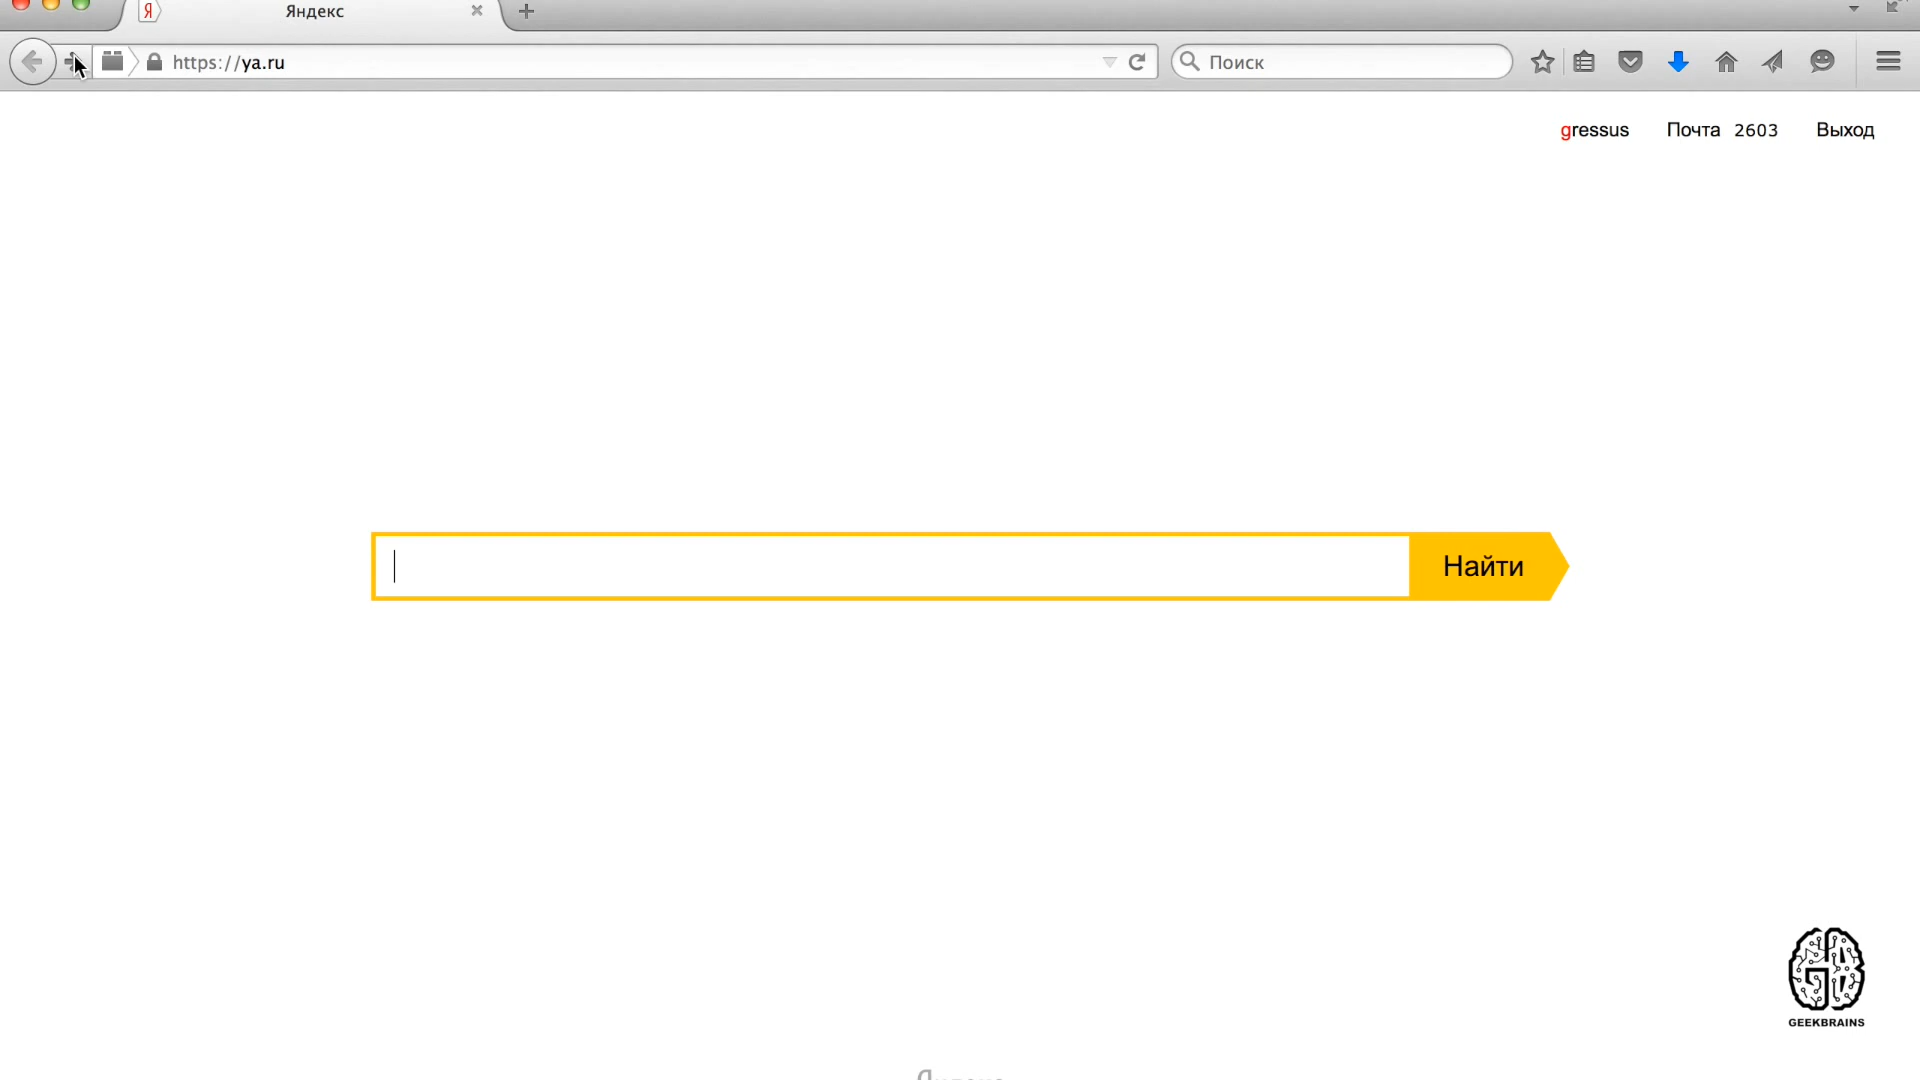 Яндекс
https://ya.ru
Поиск
gressus Почта 2603 Выход
Найти
GEEKBRAINS